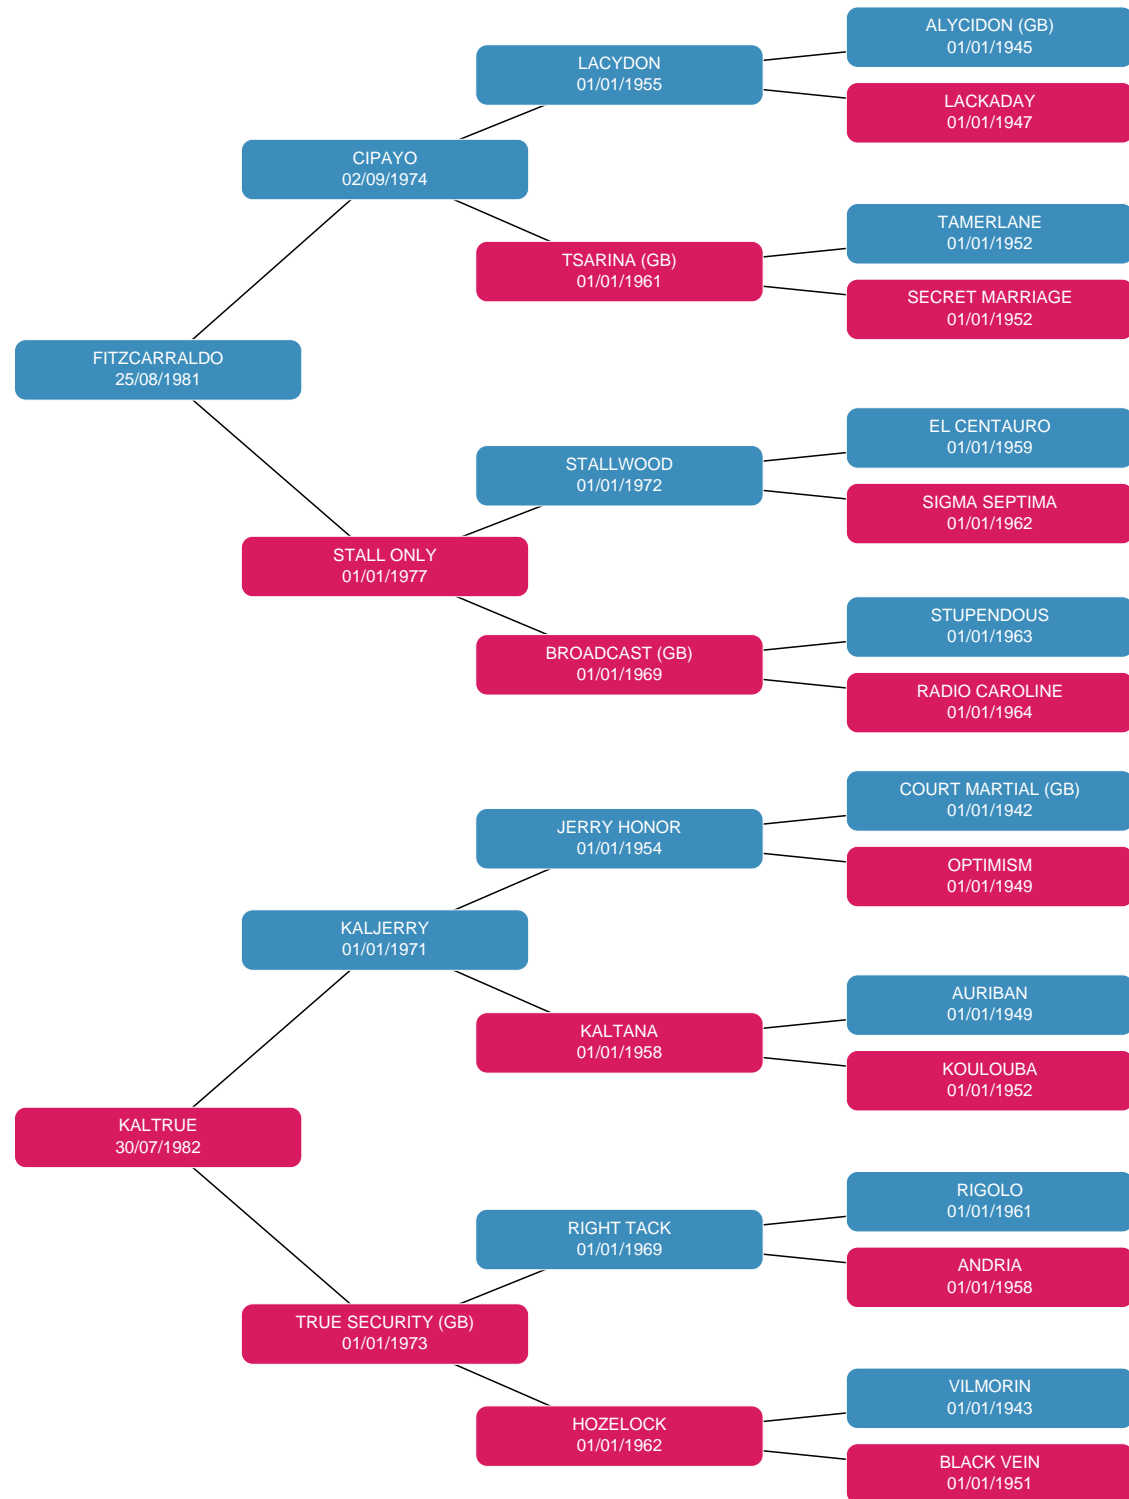 ALYCIDON (GB)
01/01/1945
LACYDON
01/01/1955
LACKADAY
01/01/1947
CIPAYO
02/09/1974
TAMERLANE
01/01/1952
TSARINA (GB)
01/01/1961
SECRET MARRIAGE
01/01/1952
FITZCARRALDO
25/08/1981
EL CENTAURO
01/01/1959
STALLWOOD
01/01/1972
SIGMA SEPTIMA
01/01/1962
STALL ONLY
01/01/1977
STUPENDOUS
01/01/1963
BROADCAST (GB)
01/01/1969
RADIO CAROLINE
01/01/1964
COURT MARTIAL (GB)
01/01/1942
JERRY HONOR
01/01/1954
OPTIMISM
01/01/1949
KALJERRY
01/01/1971
AURIBAN
01/01/1949
KALTANA
01/01/1958
KOULOUBA
01/01/1952
KALTRUE
30/07/1982
RIGOLO
01/01/1961
RIGHT TACK
01/01/1969
ANDRIA
01/01/1958
TRUE SECURITY (GB)
01/01/1973
VILMORIN
01/01/1943
HOZELOCK
01/01/1962
BLACK VEIN
01/01/1951